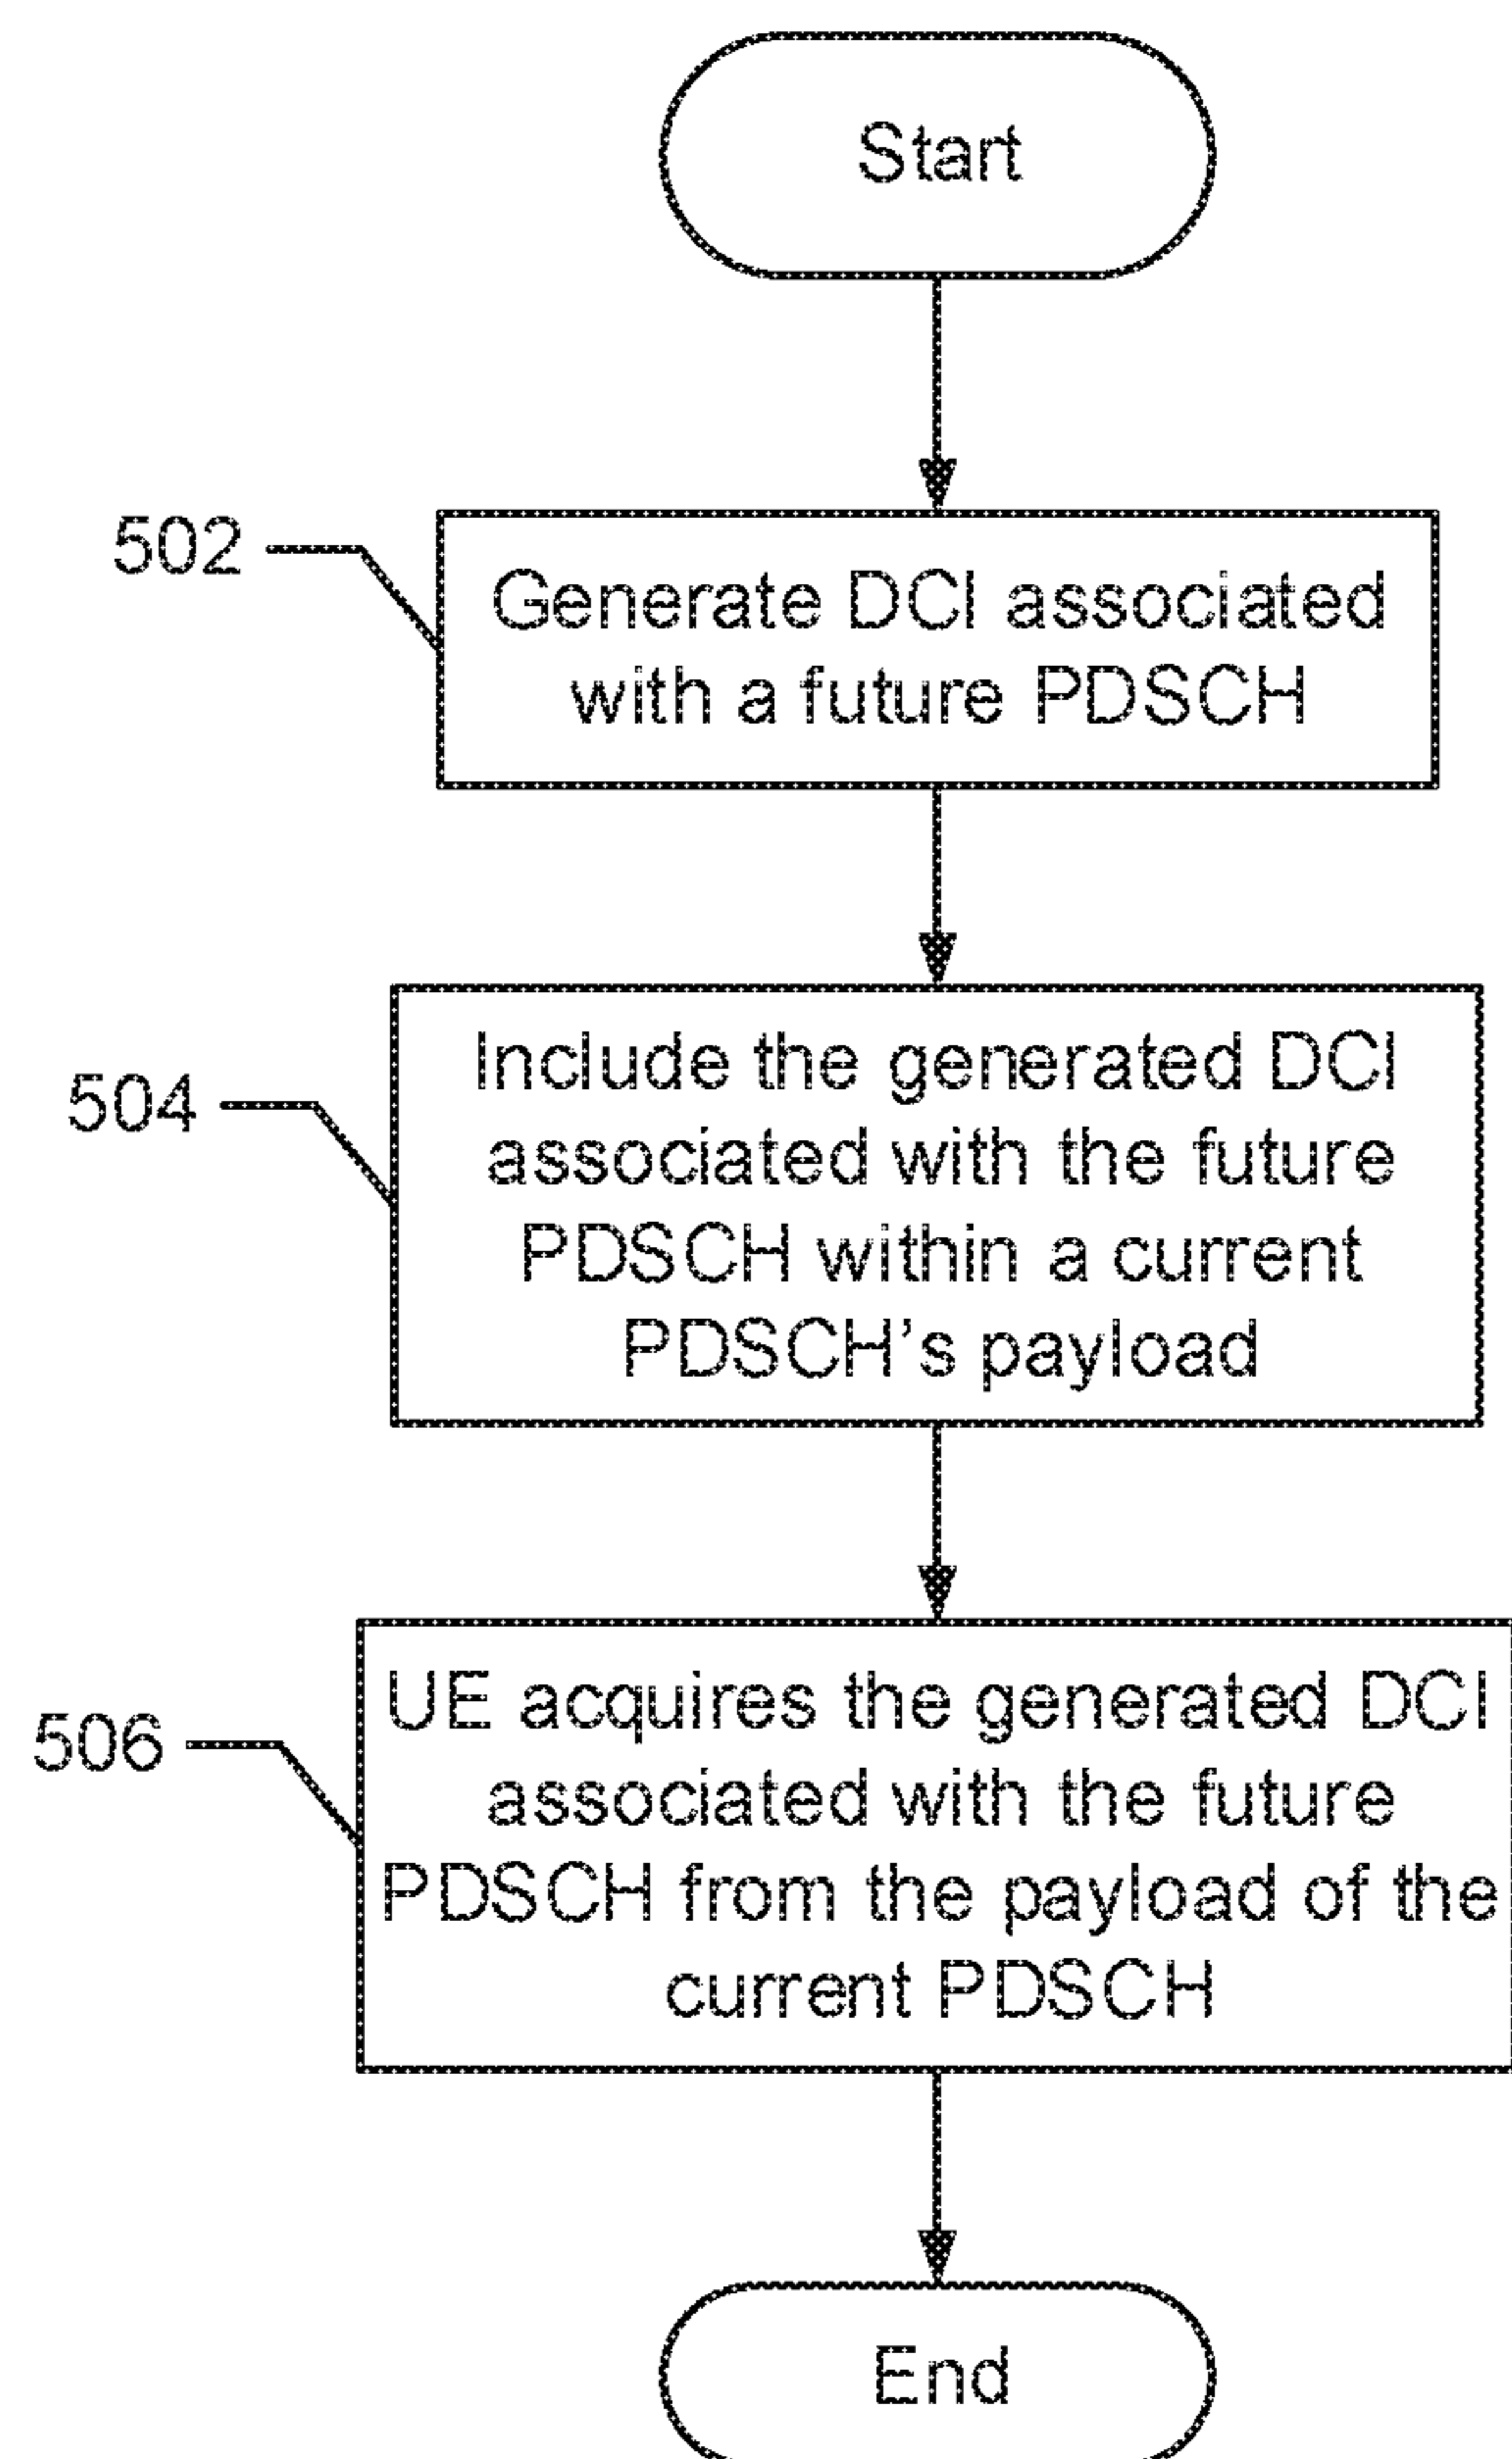 Start
502
Generate DCI associated
with a future PDSCH
504
Include the generated DCI
associated with the future
PDSCH within a current
PDSCH's payload
506
UE acquires the generated DCI
associated with the future
PDSCH from the payload of the
current PDSCH
End